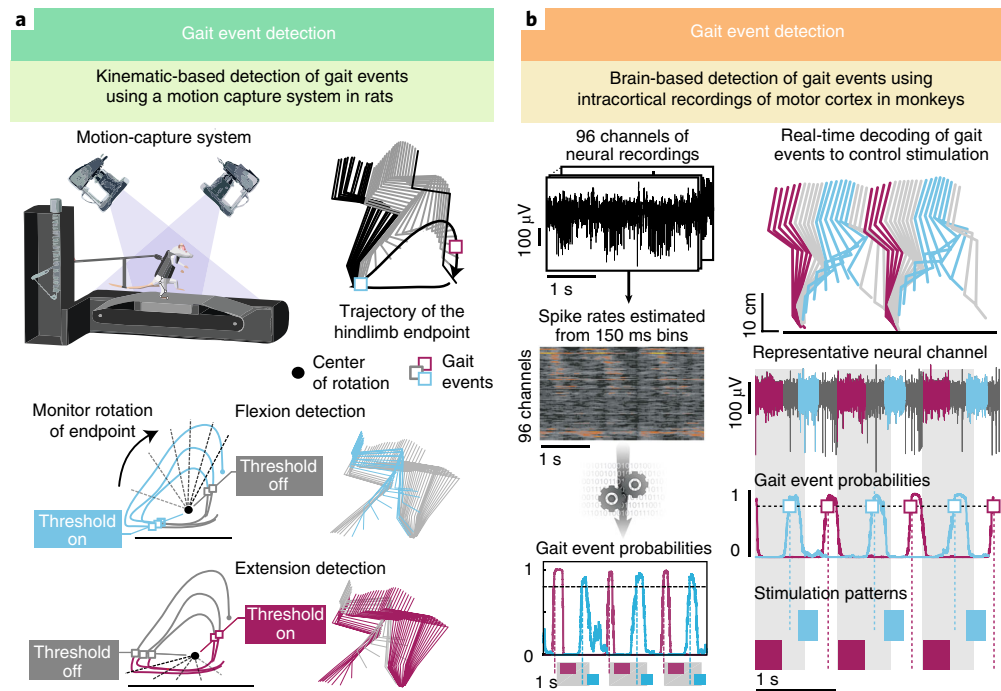 a
Gait event detection
Kinematic-based detection of gait events
using a motion capture system in rats
Motion-capture system
Trajectory of the
hindlimb endpoint
Center
of rotation
Gait
events
Monitor rotation
of endpoint
Flexion detection
Threshold
off
Threshold
on
Extension detection
Threshold
on
Threshold
off
b
Gait event detection
Brain-based detection of gait events using
intracortical recordings of motor cortex in monkeys
96 channels of
neural recordings
100 µV
1 s
Spike rates estimated
from 150 ms bins
96 channels
1 s
Gait event probabilities
1
0
1 s
Real-time decoding of gait
events to control stimulation
10 cm
Representative neural channel
100 µV
Gait event probabilities
1
0
Stimulation patterns
1 s